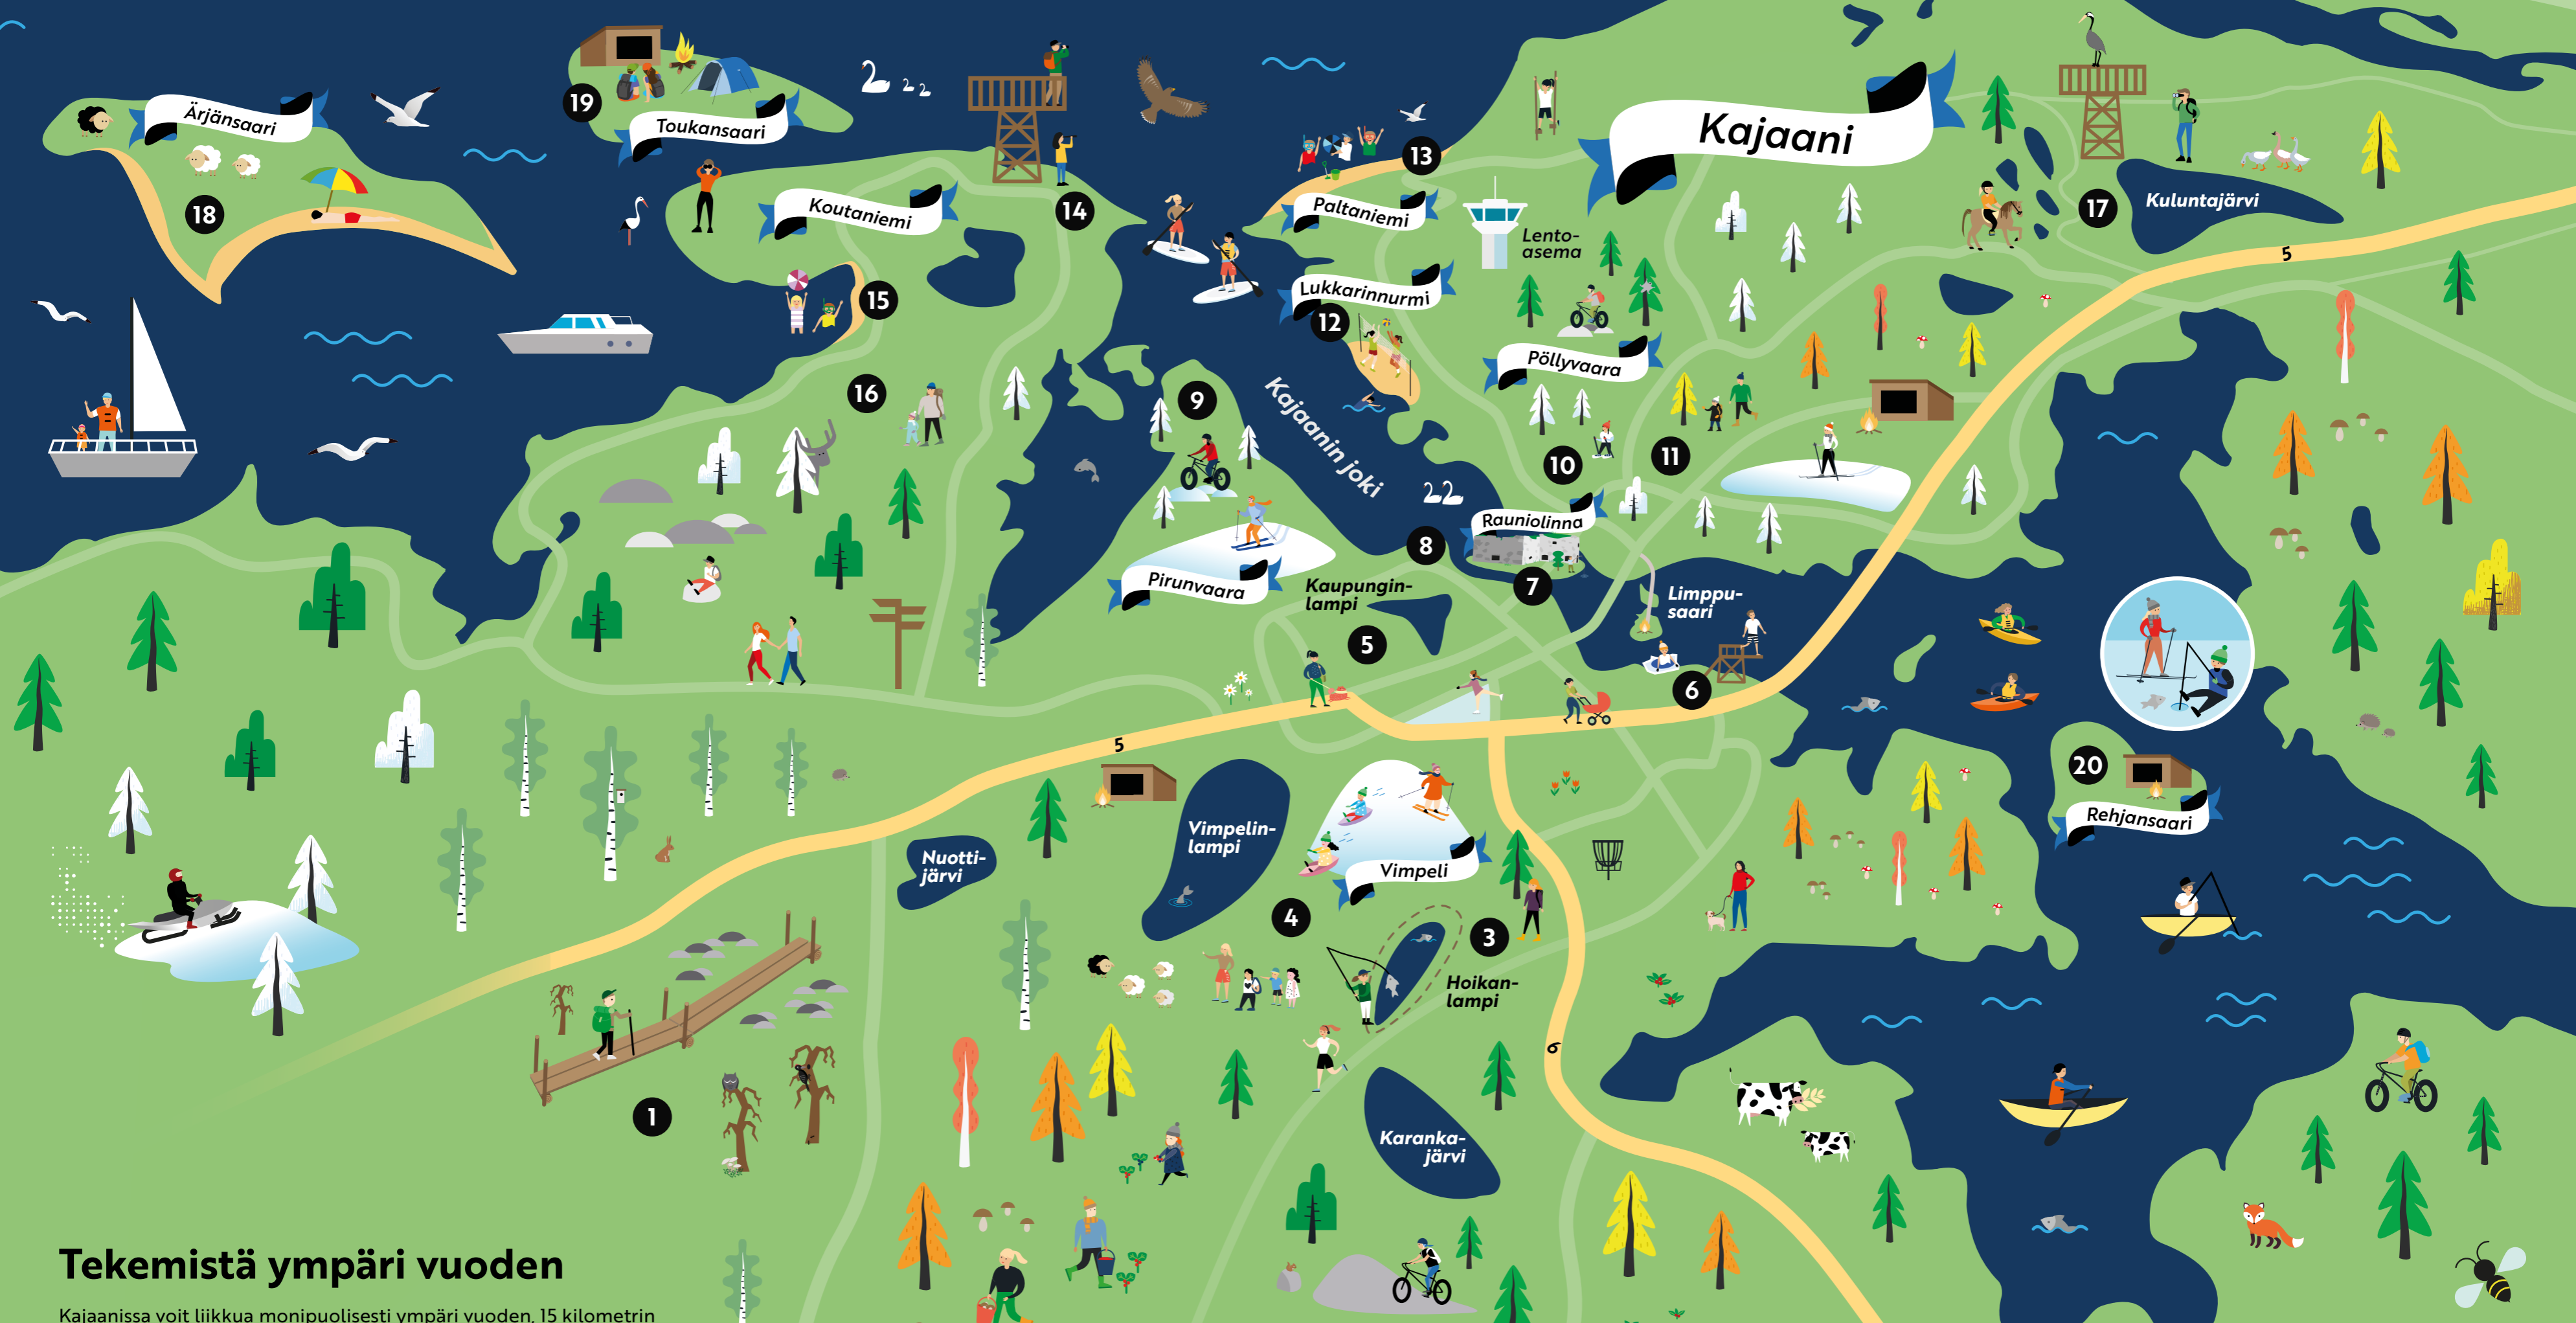 19
Ärjänsaari
Toukansaari
18
Koutaniemi
14
13
Kajaani
Paltaniemi
Lento-
asema
17
Kuluntajärvi
5
15
Lukkarinnurmi
12
Pöllyvaara
16
9
Kajaanin joki
10
11
Rauniolinna
8
7
Pirunvaara
Kaupungin-
lampi
5
Limppu-
saari
6
5
20
Rehjansaari
Nuotti-
järvi
Vimpelin-
lampi
Vimpeli
4
3
Hoikan-
lampi
6
1
Karanka-
järvi
Tekemistä ympäri vuoden
Kajaanissa voit liikkua monipuolisesti ympäri vuoden. 15 kilometrin